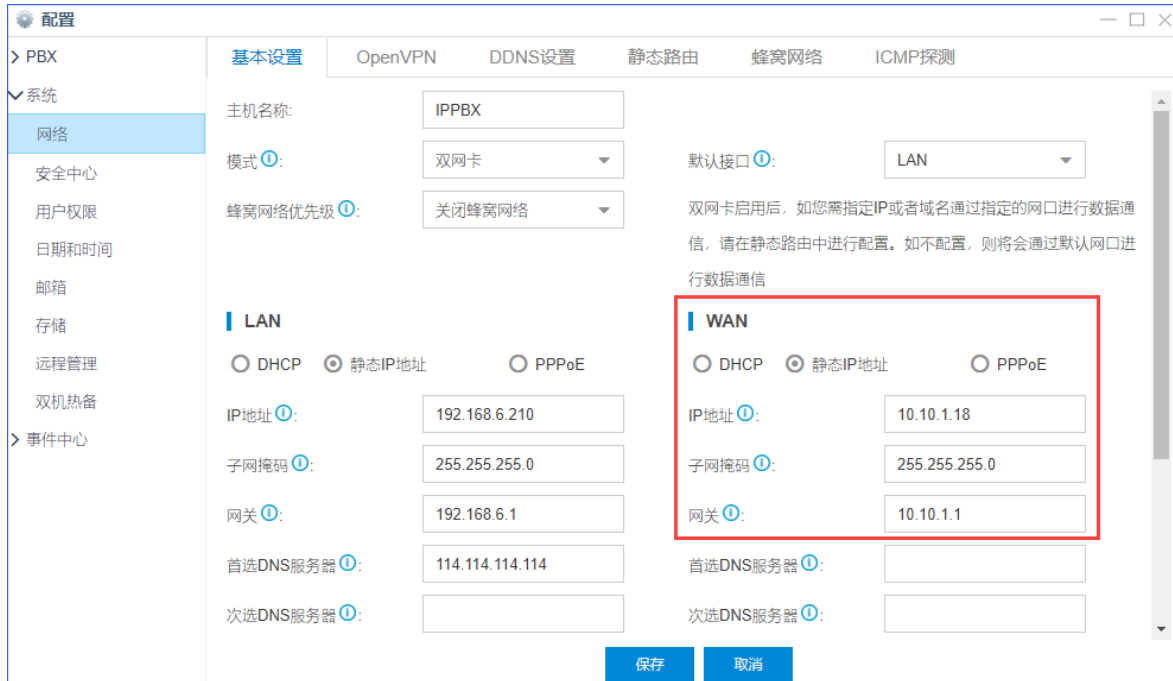 配置
PBX
系统
网络
安全中心
用户权限
日期和时间
邮箱
存储
远程管理
双机热备
事件中心
基本设置 OpenVPN DDNS设置 静态路由 蜂窝网络 ICMP探测
主机名称: IPPBX
模式: 双网卡 默认接口: LAN
蜂窝网络优先级: 关闭蜂窝网络
双网卡启用后，如您需指定IP或者域名通过指定的网口进行数据通
信，请在静态路由中进行配置。如不配置，则将会通过默认网口进
行数据通信
LAN WAN
DHCP 静态IP地址 PPPoE DHCP 静态IP地址 PPPoE
IP地址: 192.168.6.210 IP地址: 10.10.1.18
子网掩码: 255.255.255.0 子网掩码: 255.255.255.0
网关: 192.168.6.1 网关: 10.10.1.1
首选DNS服务器: 114.114.114.114 首选DNS服务器:
次选DNS服务器: 次选DNS服务器:
保存 取消